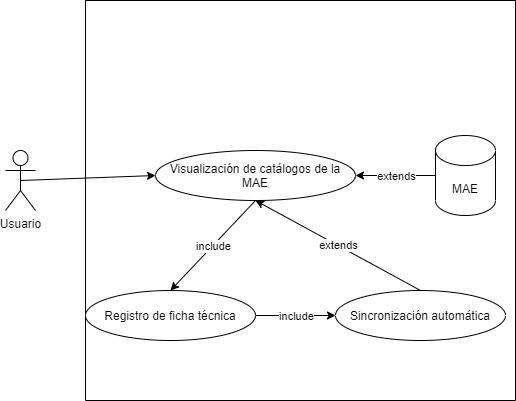 Visualización de catálogos de la
MAE
extends
MAE
Usuario
include
extends
Registro de ficha técnica
include
Sincronización automática